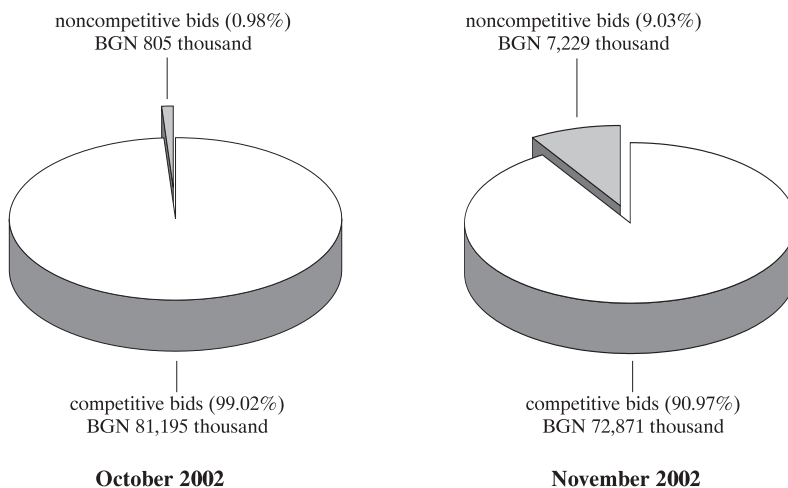 noncompetitive bids (0.98%)
BGN 805 thousand
competitive bids (99.02%)
BGN 81,195 thousand
October 2002
noncompetitive bids (9.03%)
BGN 7,229 thousand
competitive bids (90.97%)
BGN 72,871 thousand
November 2002